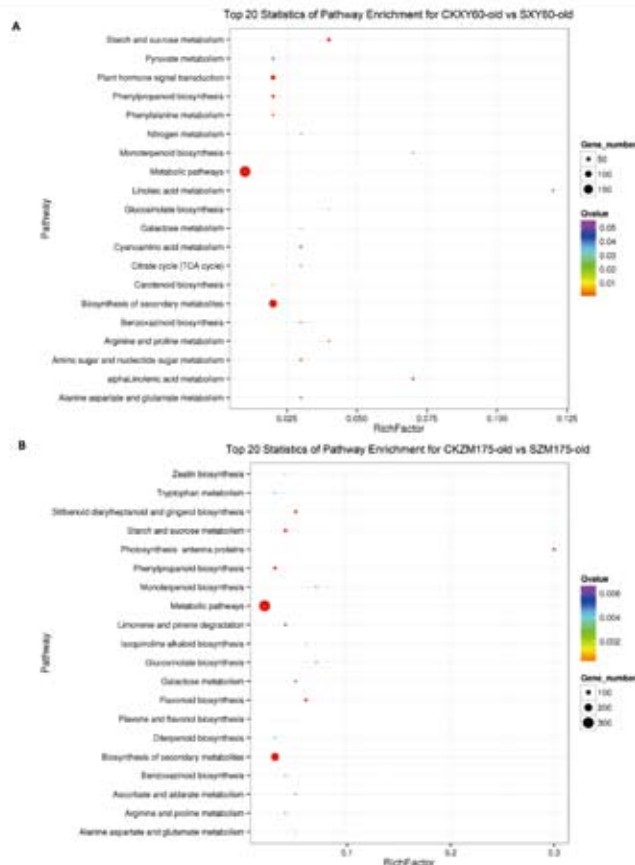 A
Top 20 Statistics of Pathway Enrichment for CKXY60-old vs SXY60-old
Starch and sucrose metabolism
Pyruvate metabolism
Plant hormone signal transduction
Phenylpropanoid biosynthesis
Phenylalanine metabolism
Nitrogen metabolism
Monoterpenoid biosynthesis
Metabolic pathways
Linoleic acid metabolism
Glucosinolate biosynthesis
Galactose metabolism
Cyanoamino acid metabolism
Citrate cycle (TCA cycle)
Carotenoid biosynthesis
Biosynthesis of secondary metabolites
Benzoxazinoid biosynthesis
Arginine and proline metabolism
Amino sugar and nucleotide sugar metabolism
alphaLinolenic acid metabolism
Alanine aspartate and glutamate metabolism
Pathway
0.025 0.050 0.075 0.100 0.125
RichFactor
Gene_number
50
100
150
Qvalue
0.05
0.04
0.03
0.02
0.01
B
Top 20 Statistics of Pathway Enrichment for CKZM175-old vs SZM175-old
Zeatin biosynthesis
Tryptophan metabolism
Stilbenoid diarylheptanoid and gingerol biosynthesis
Starch and sucrose metabolism
Photosynthesis antenna proteins
Phenylpropanoid biosynthesis
Monoterpenoid biosynthesis
Metabolic pathways
Limonene and pinene degradation
Isoquinoline alkaloid biosynthesis
Glucosinolate biosynthesis
Galactose metabolism
Flavonoid biosynthesis
Flavone and flavonol biosynthesis
Diterpenoid biosynthesis
Biosynthesis of secondary metabolites
Benzoxazinoid biosynthesis
Ascorbate and aldarate metabolism
Arginine and proline metabolism
Alanine aspartate and glutamate metabolism
Pathway
0.1 0.2 0.3
RichFactor
Qvalue
0.006
0.004
0.002
Gene_number
100
200
300